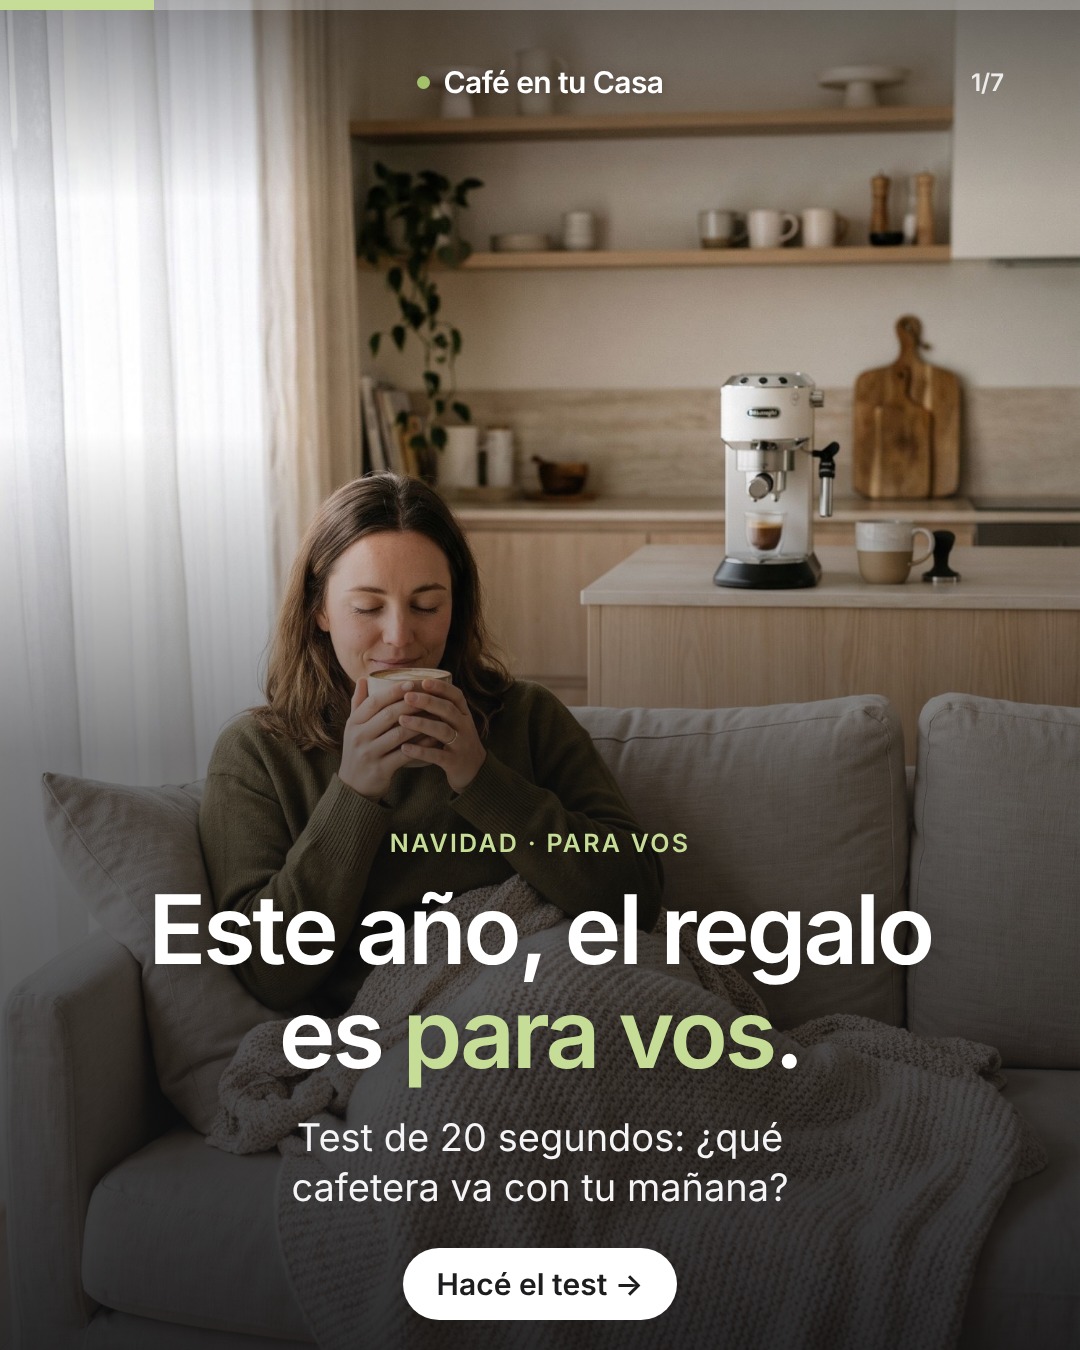 Café en tu Casa
1/7
DeLonghi
NAVIDAD · PARA VOS
Este año, el regalo
es para vos.
Test de 20 segundos: ¿qué
cafetera va con tu mañana?
Hacé el test →